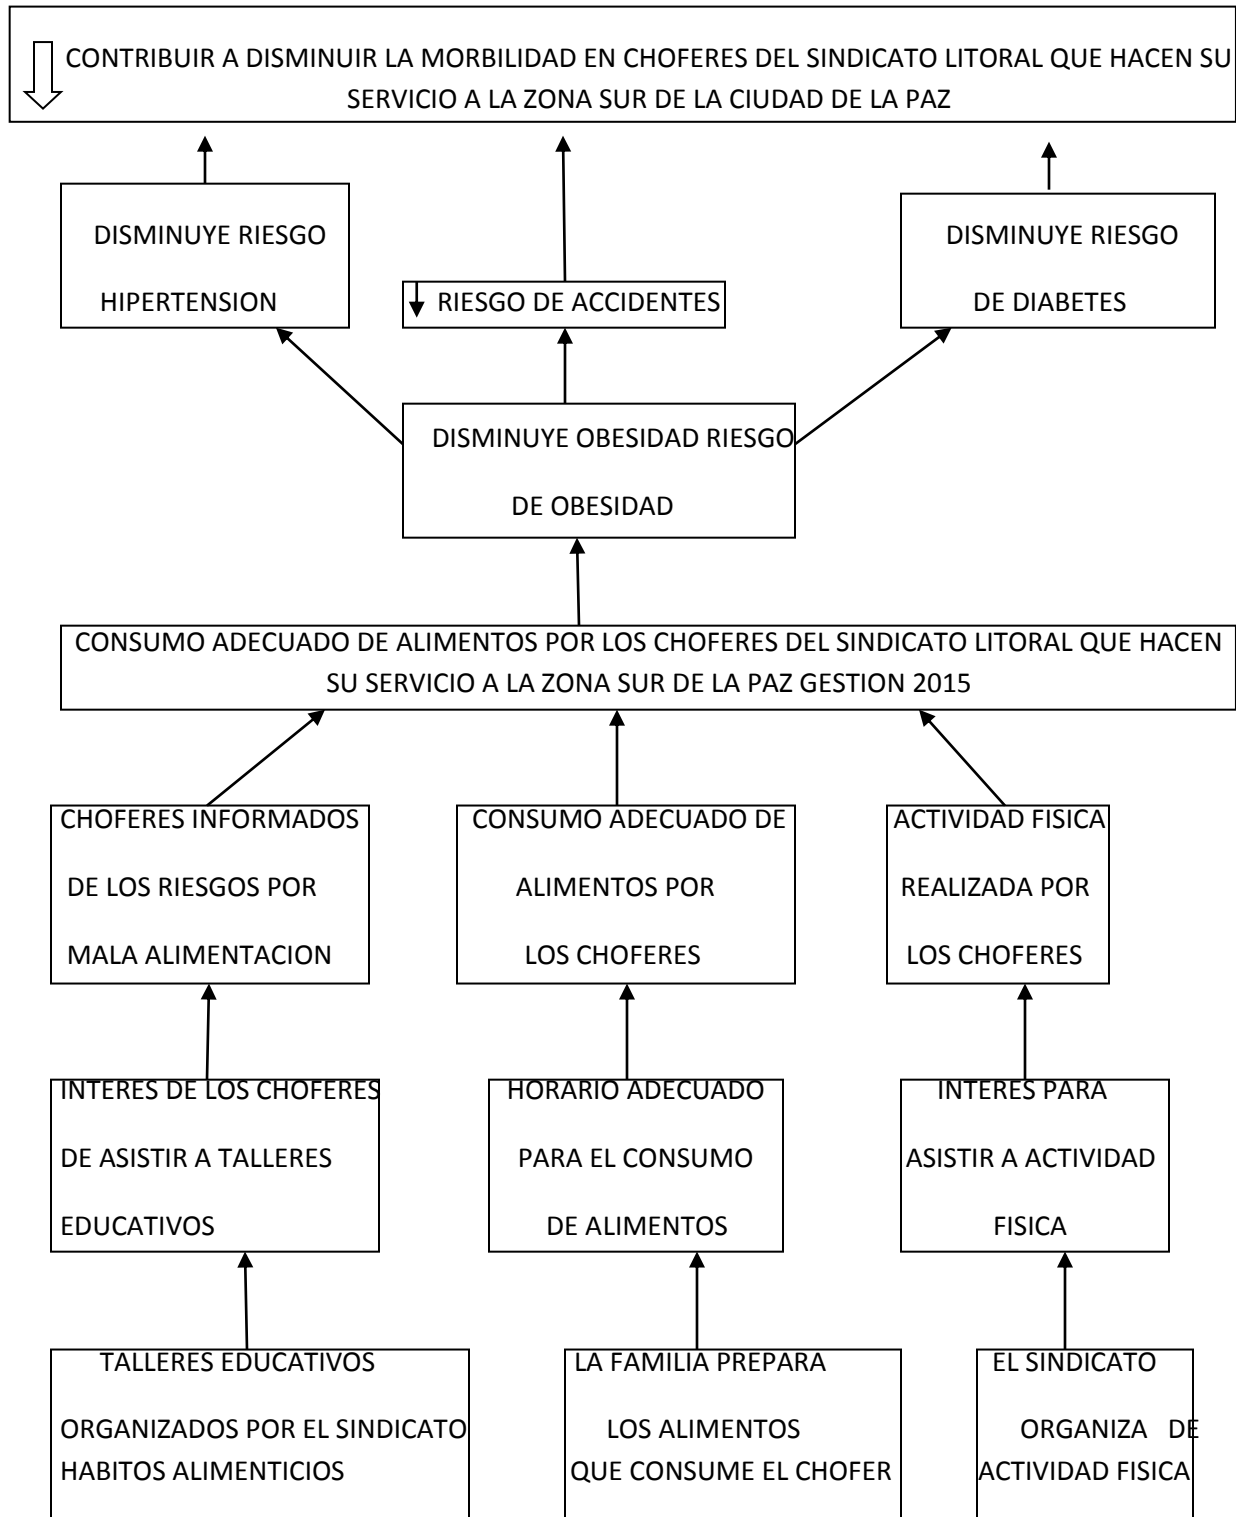 CONTRIBUIR A DISMINUIR LA MORBILIDAD EN CHOFERES DEL SINDICATO LITORAL QUE HACEN SU
SERVICIO A LA ZONA SUR DE LA CIUDAD DE LA PAZ
DISMINUYE RIESGO
HIPERTENSION
RIESGO DE ACCIDENTES
DISMINUYE RIESGO
DE DIABETES
DISMINUYE OBESIDAD RIESGO
DE OBESIDAD
CONSUMO ADECUADO DE ALIMENTOS POR LOS CHOFERES DEL SINDICATO LITORAL QUE HACEN
SU SERVICIO A LA ZONA SUR DE LA PAZ GESTION 2015
CHOFERES INFORMADOS
DE LOS RIESGOS POR
MALA ALIMENTACION
CONSUMO ADECUADO DE
ALIMENTOS POR
LOS CHOFERES
ACTIVIDAD FISICA
REALIZADA POR
LOS CHOFERES
INTERES DE LOS CHOFERES
DE ASISTIR A TALLERES
EDUCATIVOS
HORARIO ADECUADO
PARA EL CONSUMO
DE ALIMENTOS
INTERES PARA
ASISTIR A ACTIVIDAD
FISICA
TALLERES EDUCATIVOS
ORGANIZADOS POR EL SINDICATO
HABITOS ALIMENTICIOS
LA FAMILIA PREPARA
LOS ALIMENTOS
QUE CONSUME EL CHOFER
EL SINDICATO
ORGANIZA DE
ACTIVIDAD FISICA